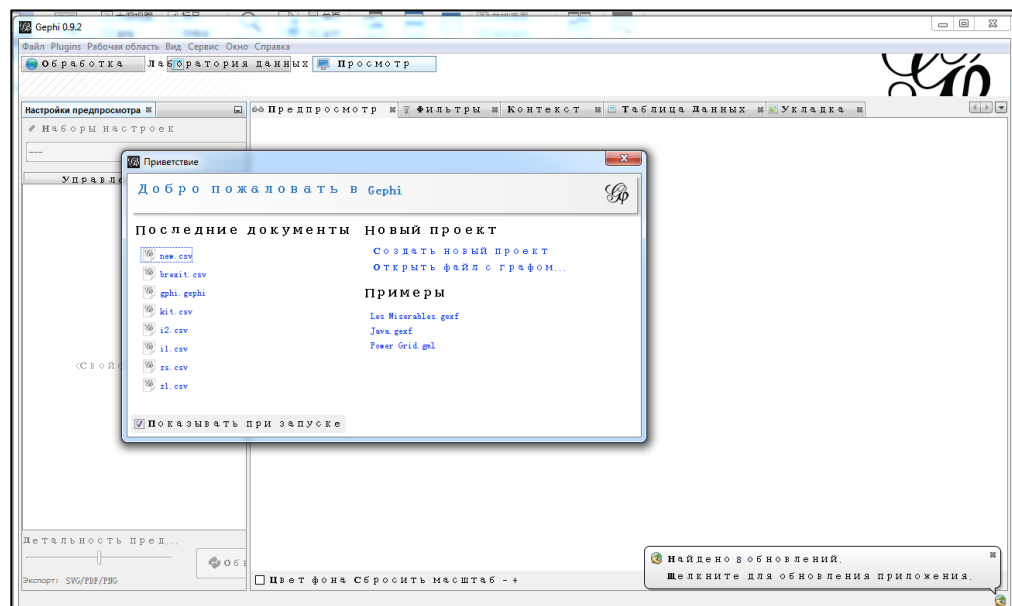 Gephi 0.9.2
Файл Plugins Рабочая область Вид Сервис Окно Справка
Обработка Лаборатория данных Просмотр
Настройки предпросмотра
Предпросмотр Фильтры Контекст Таблица Данных Укладка
Наборы настроек
---
Приветствие
Добро пожаловать в Gephi
Последние документы
new.csv
brexit.csv
gphi.gephi
kit.csv
i2.csv
i1.csv
zs.csv
zl.csv
Новый проект
Создать новый проект
Открыть файл с графом...
Примеры
Les Miserables.gexf
Java.gexf
Power Grid.gml
Показывать при запуске
Детальность пред...
Экспорт: SVG/PDF/PNG
Цвет фона Сбросить масштаб - +
Найдено 8 обновлений.
Щелкните для обновления приложения.